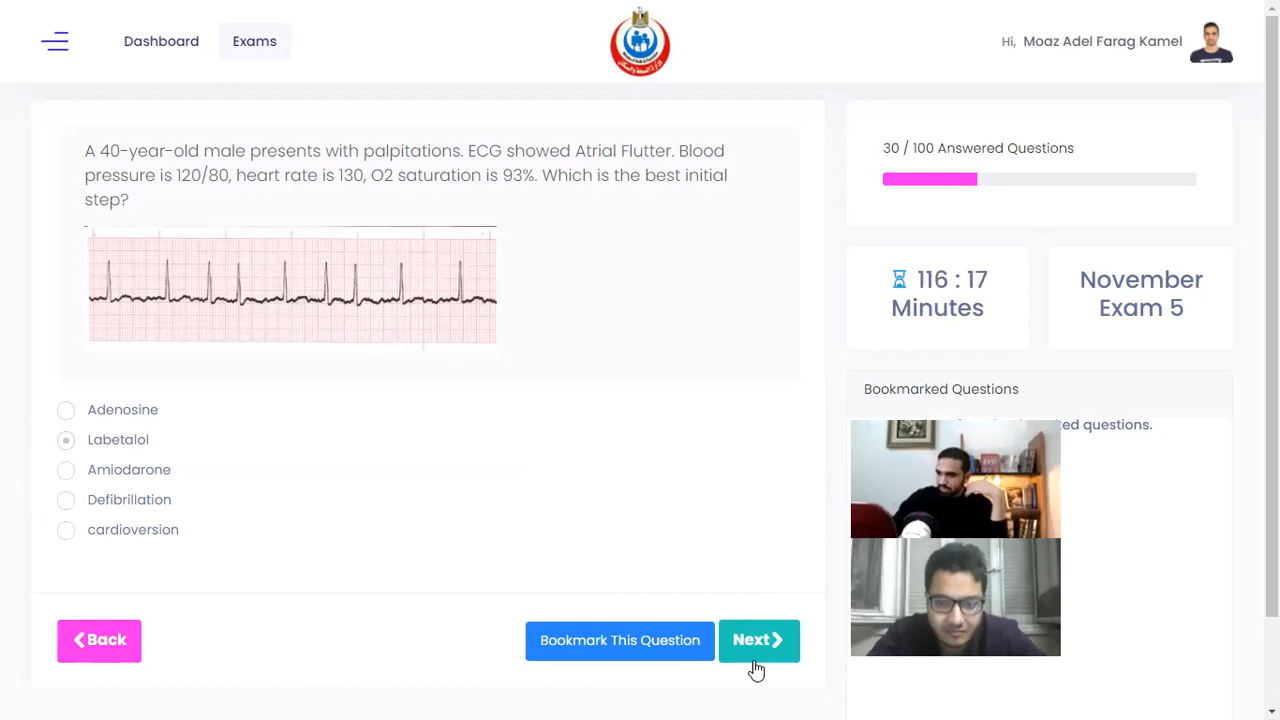 Dashboard
Exams
Hi, Moaz Adel Farag Kamel
A 40-year-old male presents with palpitations. ECG showed Atrial Flutter. Blood
pressure is 120/80, heart rate is 130, O2 saturation is 93%. Which is the best initial
step?
Adenosine
Labetalol
Amiodarone
Defibrillation
cardioversion
Back
Bookmark This Question
Next
30 / 100 Answered Questions
116 : 17
Minutes
November
Exam 5
Bookmarked Questions
ted questions.